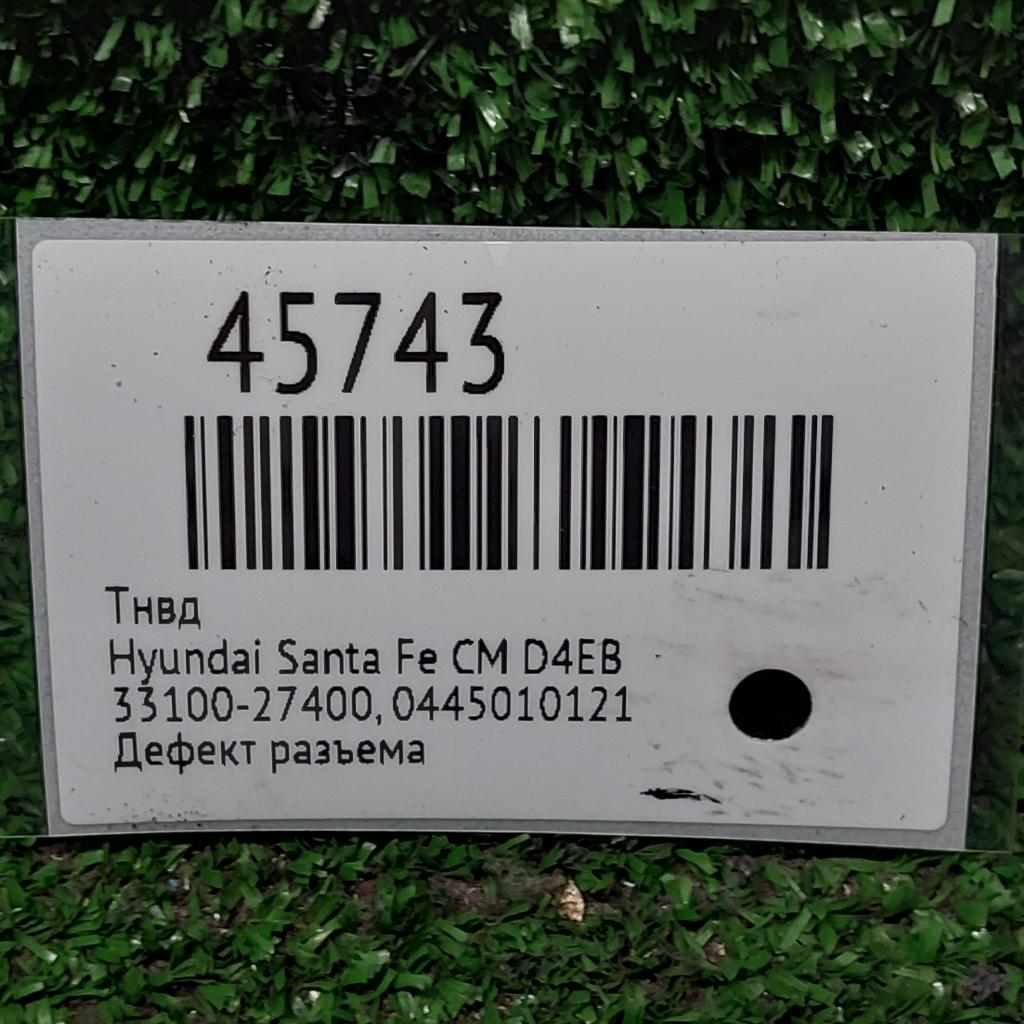 45743
Тнвд
Hyundai Santa Fe CM D4EB
33100-27400, 0445010121
Дефект разъема